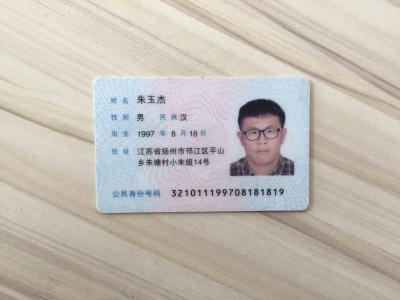 姓名 朱玉杰
性别 男 民族 汉
出生 1997 年 8 月 18 日
住址 江苏省扬州市邗江区平山
乡朱塘村小朱组14号
公民身份号码 321011199708181819